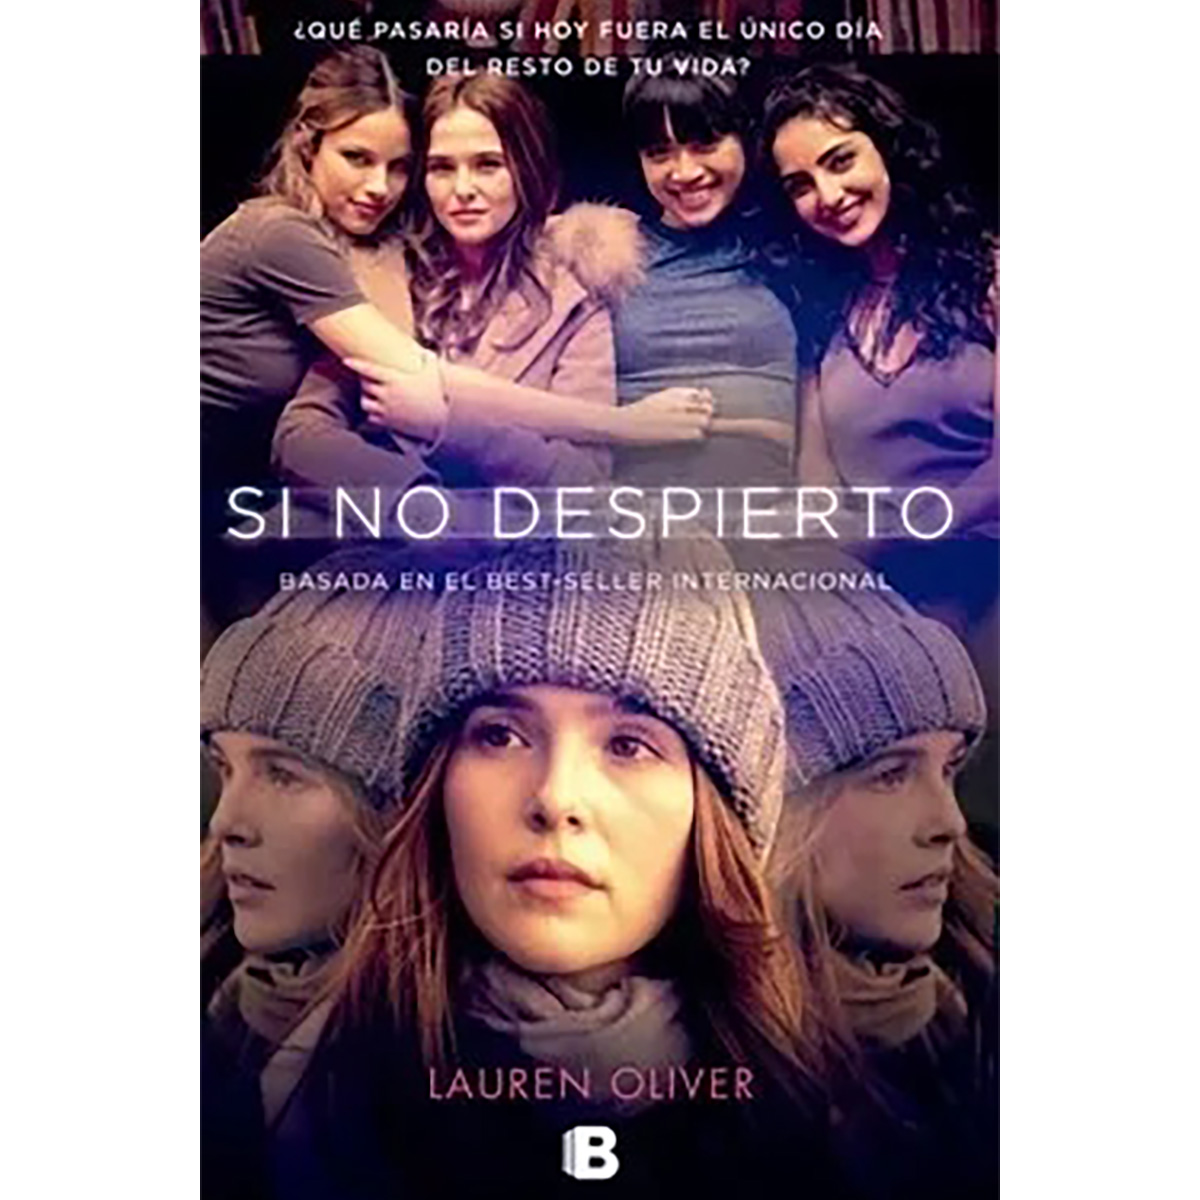 ¿QUÉ PASARÍA SI HOY FUERA EL ÚNICO DÍA
DEL RESTO DE TU VIDA?
SI NO DESPIERTO
BASADA EN EL BEST-SELLER INTERNACIONAL
LAUREN OLIVER
B